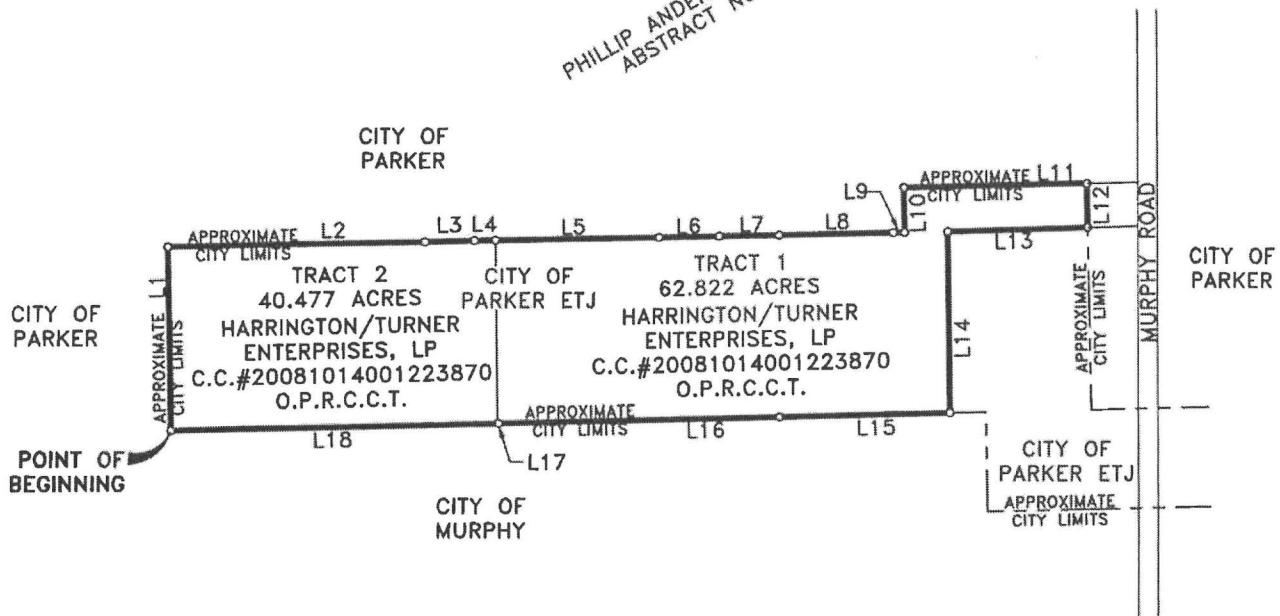 PHILLIP ANDER
ABSTRACT NO
CITY OF
PARKER
L9
APPROXIMATE L11
CITY LIMITS
L10
L12
APPROXIMATE L2
CITY LIMITS
L3 L4
L5
L6
L7
L8
L13
MURPHY ROAD
CITY OF
PARKER
APPROXIMATE L1
CITY LIMITS
CITY OF
PARKER
TRACT 2
40.477 ACRES
HARRINGTON/TURNER
ENTERPRISES, LP
C.C.#20081014001223870
O.P.R.C.C.T.
CITY OF
PARKER ETJ
TRACT 1
62.822 ACRES
HARRINGTON/TURNER
ENTERPRISES, LP
C.C.#20081014001223870
O.P.R.C.C.T.
L14
APPROXIMATE
CITY LIMITS
APPROXIMATE
CITY LIMITS
L18
L16
L15
L17
POINT OF
BEGINNING
CITY OF
MURPHY
CITY OF
PARKER ETJ
APPROXIMATE
CITY LIMITS